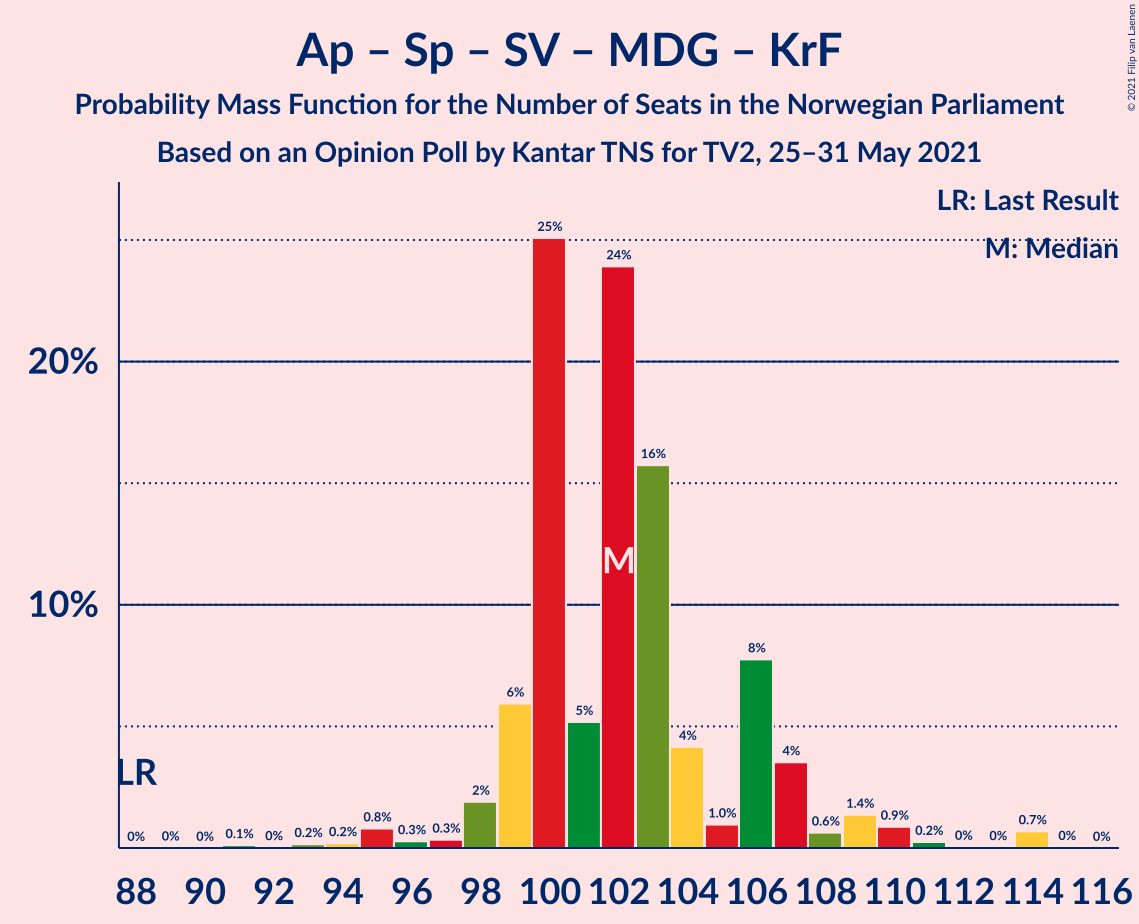 Ap – Sp – SV – MDG – KrF
Probability Mass Function for the Number of Seats in the Norwegian Parliament
Based on an Opinion Poll by Kantar TNS for TV2, 25–31 May 2021
© 2021 Filip van Laenen
LR: Last Result
M: Median
20%
10%
LR
M
0% 0% 0% 0.1% 0% 0.2% 0.2% 0.8% 0.3% 0.3% 2% 6% 25% 5% 24% 16% 4% 1.0% 8% 4% 0.6% 1.4% 0.9% 0.2% 0% 0% 0.7% 0% 0%
88 90 92 94 96 98 100 102 104 106 108 110 112 114 116